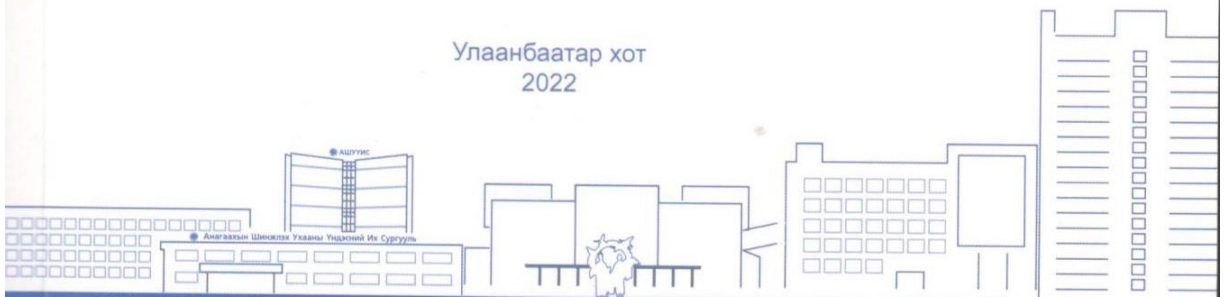 Улаанбаатар хот
2022
АШУҮИС
Анагаахын Шинжлэх Ухааны Үндэсний Их Сургууль